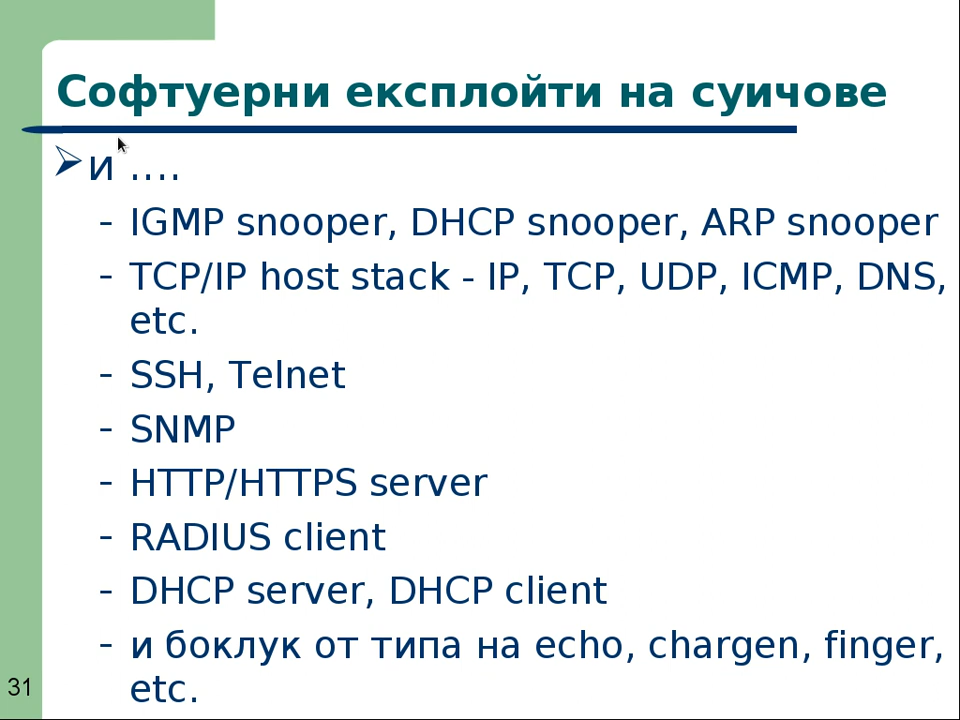 Софтуерни експлойти на суичове
и ....
- IGMP snooper, DHCP snooper, ARP snooper
- TCP/IP host stack - IP, TCP, UDP, ICMP, DNS,
etc.
- SSH, Telnet
- SNMP
- HTTP/HTTPS server
- RADIUS client
- DHCP server, DHCP client
- и боклук от типа на echo, chargen, finger,
etc.
31